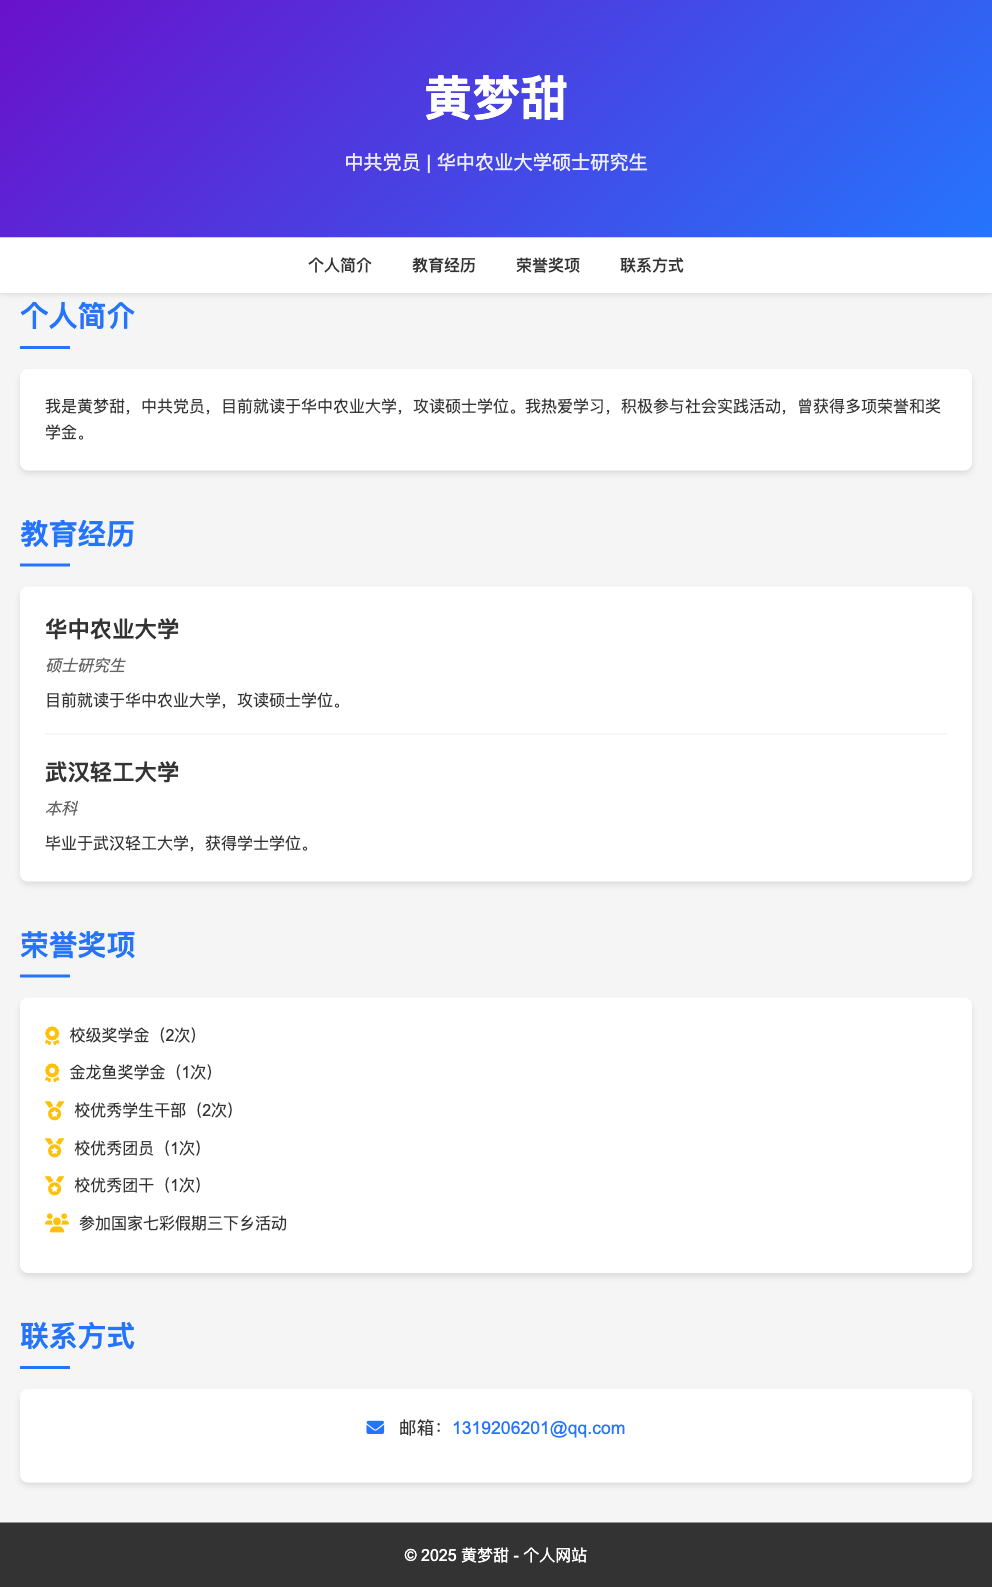 黄梦甜
中共党员 | 华中农业大学硕士研究生
个人简介 教育经历 荣誉奖项 联系方式
个人简介
我是黄梦甜，中共党员，目前就读于华中农业大学，攻读硕士学位。我热爱学习，积极参与社会实践活动，曾获得多项荣誉和奖
学金。
教育经历
华中农业大学
硕士研究生
目前就读于华中农业大学，攻读硕士学位。
武汉轻工大学
本科
毕业于武汉轻工大学，获得学士学位。
荣誉奖项
校级奖学金（2次）
金龙鱼奖学金（1次）
校优秀学生干部（2次）
校优秀团员（1次）
校优秀团干（1次）
参加国家七彩假期三下乡活动
联系方式
邮箱：1319206201@qq.com
© 2025 黄梦甜 - 个人网站